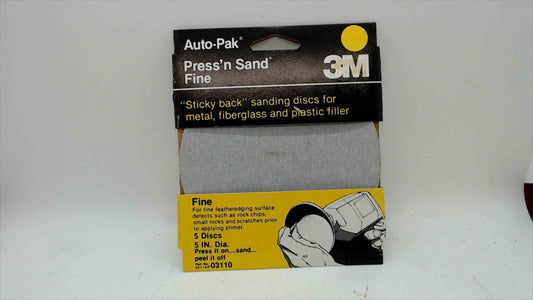 Auto-Pak®
Press'n Sand®
Fine
3M
"Sticky back" sanding discs for
metal, fiberglass and plastic filler
Fine
For fine featheredging surface
defects such as rock chips,
small nicks and scratches prior
to applying primer.
5 Discs
5 IN. Dia.
Press it on....sand...
peel it off
Part No.
03110